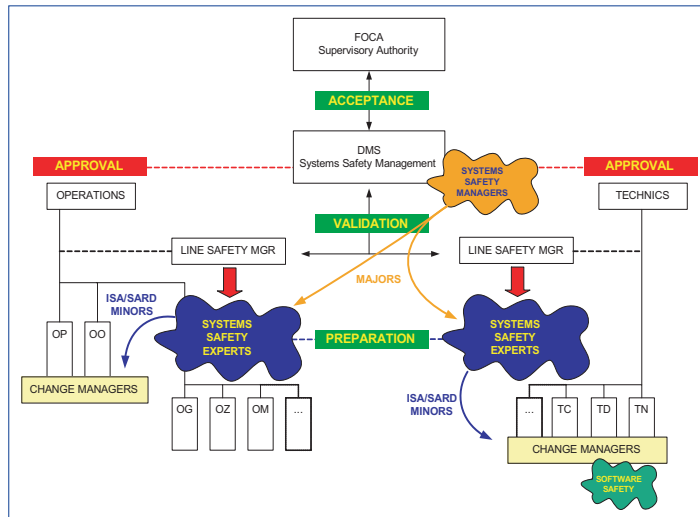 FOCA
Supervisory Authority
ACCEPTANCE
DMS
Systems Safety Management
APPROVAL
SYSTEMS
SAFETY
MANAGERS
APPROVAL
OPERATIONS
TECHNICS
VALIDATION
LINE SAFETY MGR
LINE SAFETY MGR
MAJORS
ISA/SARD
MINORS
SYSTEMS
SAFETY
EXPERTS
PREPARATION
SYSTEMS
SAFETY
EXPERTS
OP
OO
CHANGE MANAGERS
ISA/SARD
MINORS
OG
OZ
OM
...
...
TC
TD
TN
CHANGE MANAGERS
SOFTWARE
SAFETY